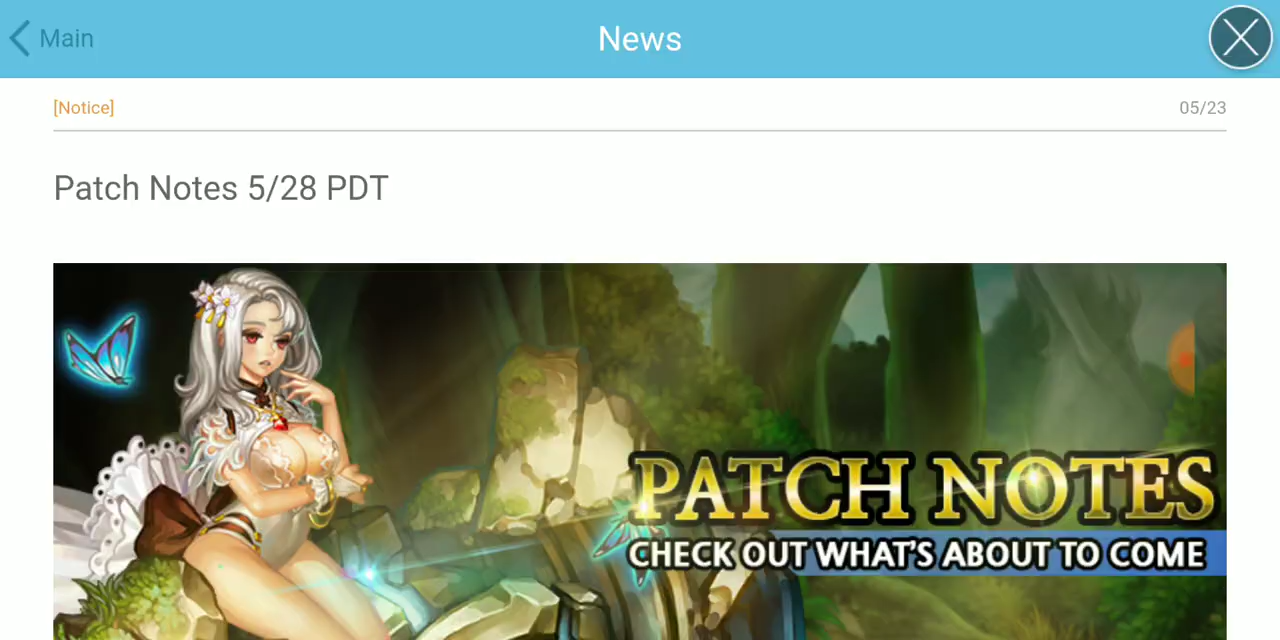 Main
News
[Notice]
05/23
Patch Notes 5/28 PDT
PATCH NOTES
CHECK OUT WHAT'S ABOUT TO COME